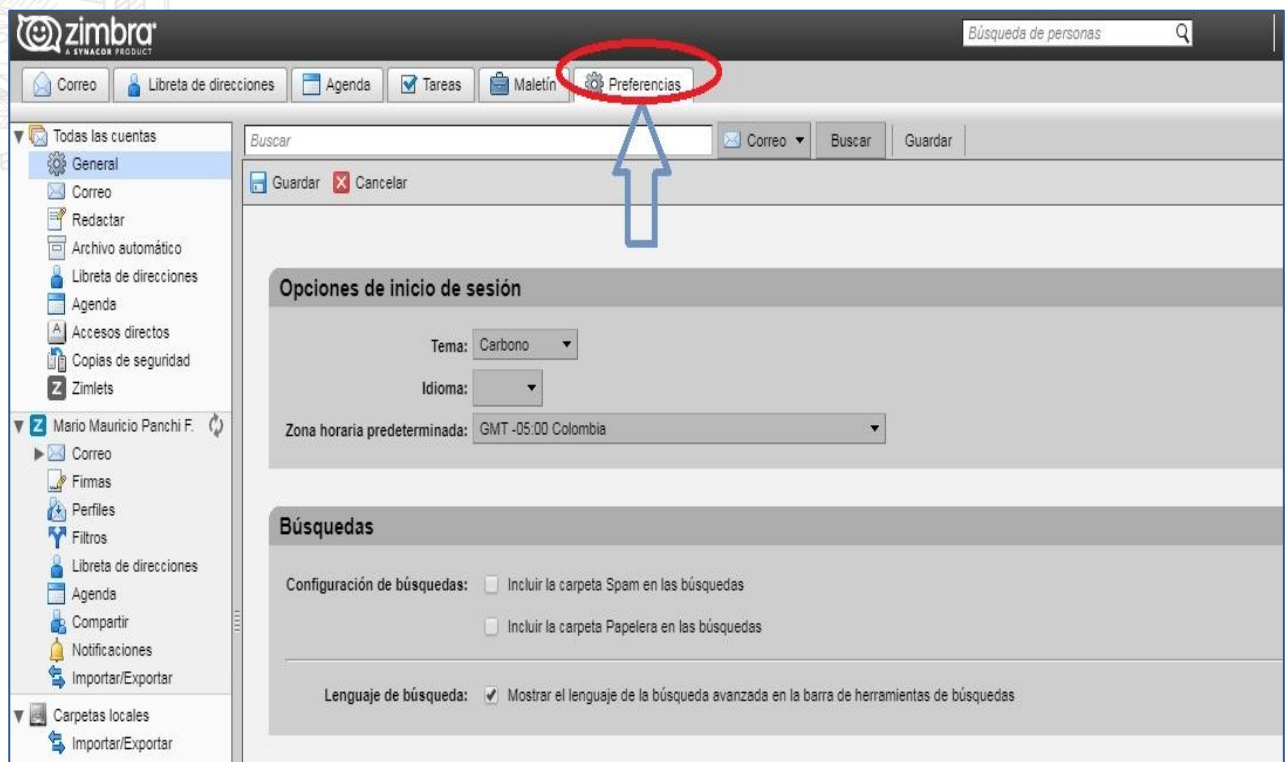 zimbra
A SYNACOR PRODUCT
Búsqueda de personas
Correo
Libreta de direcciones
Agenda
Tareas
Maletín
Preferencias
Todas las cuentas
General
Correo
Redactar
Archivo automático
Libreta de direcciones
Agenda
A
Accesos directos
Copias de seguridad
Z
Zimlets
Z
Mario Mauricio Panchi F.
Correo
Firmas
Perfiles
Filtros
Libreta de direcciones
Agenda
Compartir
Notificaciones
Importar/Exportar
Carpetas locales
Importar/Exportar
Buscar
Correo
Buscar
Guardar
Guardar
Cancelar
Opciones de inicio de sesión
Tema: Carbono
Idioma:
Zona horaria predeterminada: GMT -05:00 Colombia
Búsquedas
Configuración de búsquedas: Incluir la carpeta Spam en las búsquedas
Incluir la carpeta Papelera en las búsquedas
Lenguaje de búsqueda: Mostrar el lenguaje de la búsqueda avanzada en la barra de herramientas de búsquedas